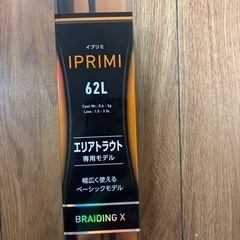 イプリミ
IPRIMI
62L
Cast Wt.: 0.6 - 3g
Line : 1.5 - 3 lb
エリアトラウト
専用モデル
幅広く使える
ベーシックモデル
BRAIDING X